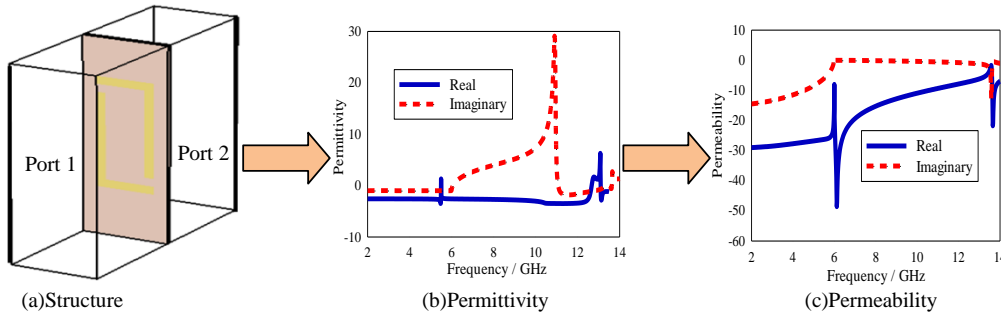 Port 1
Port 2
(a)Structure
Permittivity
30
20
10
0
-10
Real
Imaginary
2 4 6 8 10 12 14
Frequency / GHz
(b)Permittivity
Permeability
10
0
-10
-20
-30
-40
-50
-60
Real
Imaginary
2 4 6 8 10 12 14
Frequency / GHz
(c)Permeability